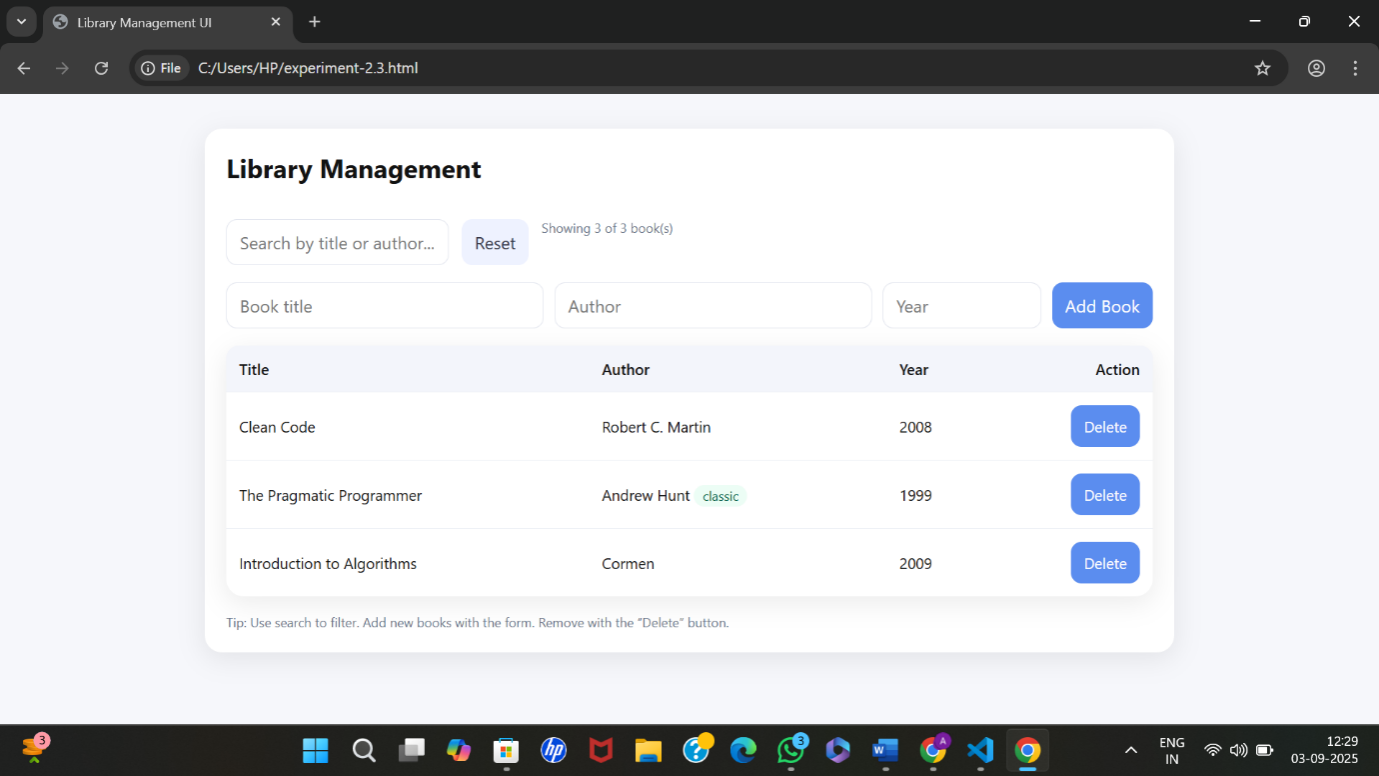 Library Management UI
File C:/Users/HP/experiment-2.3.html
Library Management
Search by title or author... Reset Showing 3 of 3 book(s)
Book title Author Year Add Book
Title Author Year Action
Clean Code Robert C. Martin 2008 Delete
The Pragmatic Programmer Andrew Hunt classic 1999 Delete
Introduction to Algorithms Cormen 2009 Delete
Tip: Use search to filter. Add new books with the form. Remove with the “Delete” button.
3 hp ? 3 W A ENG 12:29
IN 03-09-2025